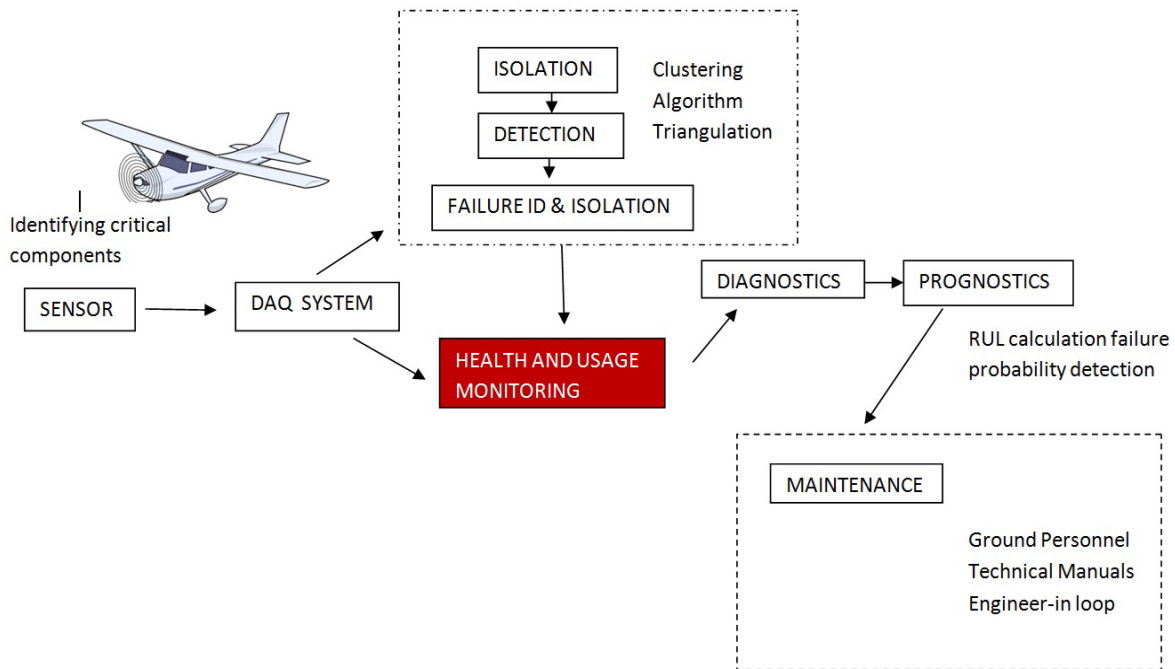 ISOLATION
DETECTION
FAILURE ID & ISOLATION
Clustering
Algorithm
Triangulation
Identifying critical
components
SENSOR
DAQ SYSTEM
HEALTH AND USAGE
MONITORING
DIAGNOSTICS
PROGNOSTICS
RUL calculation failure
probability detection
MAINTENANCE
Ground Personnel
Technical Manuals
Engineer-in loop